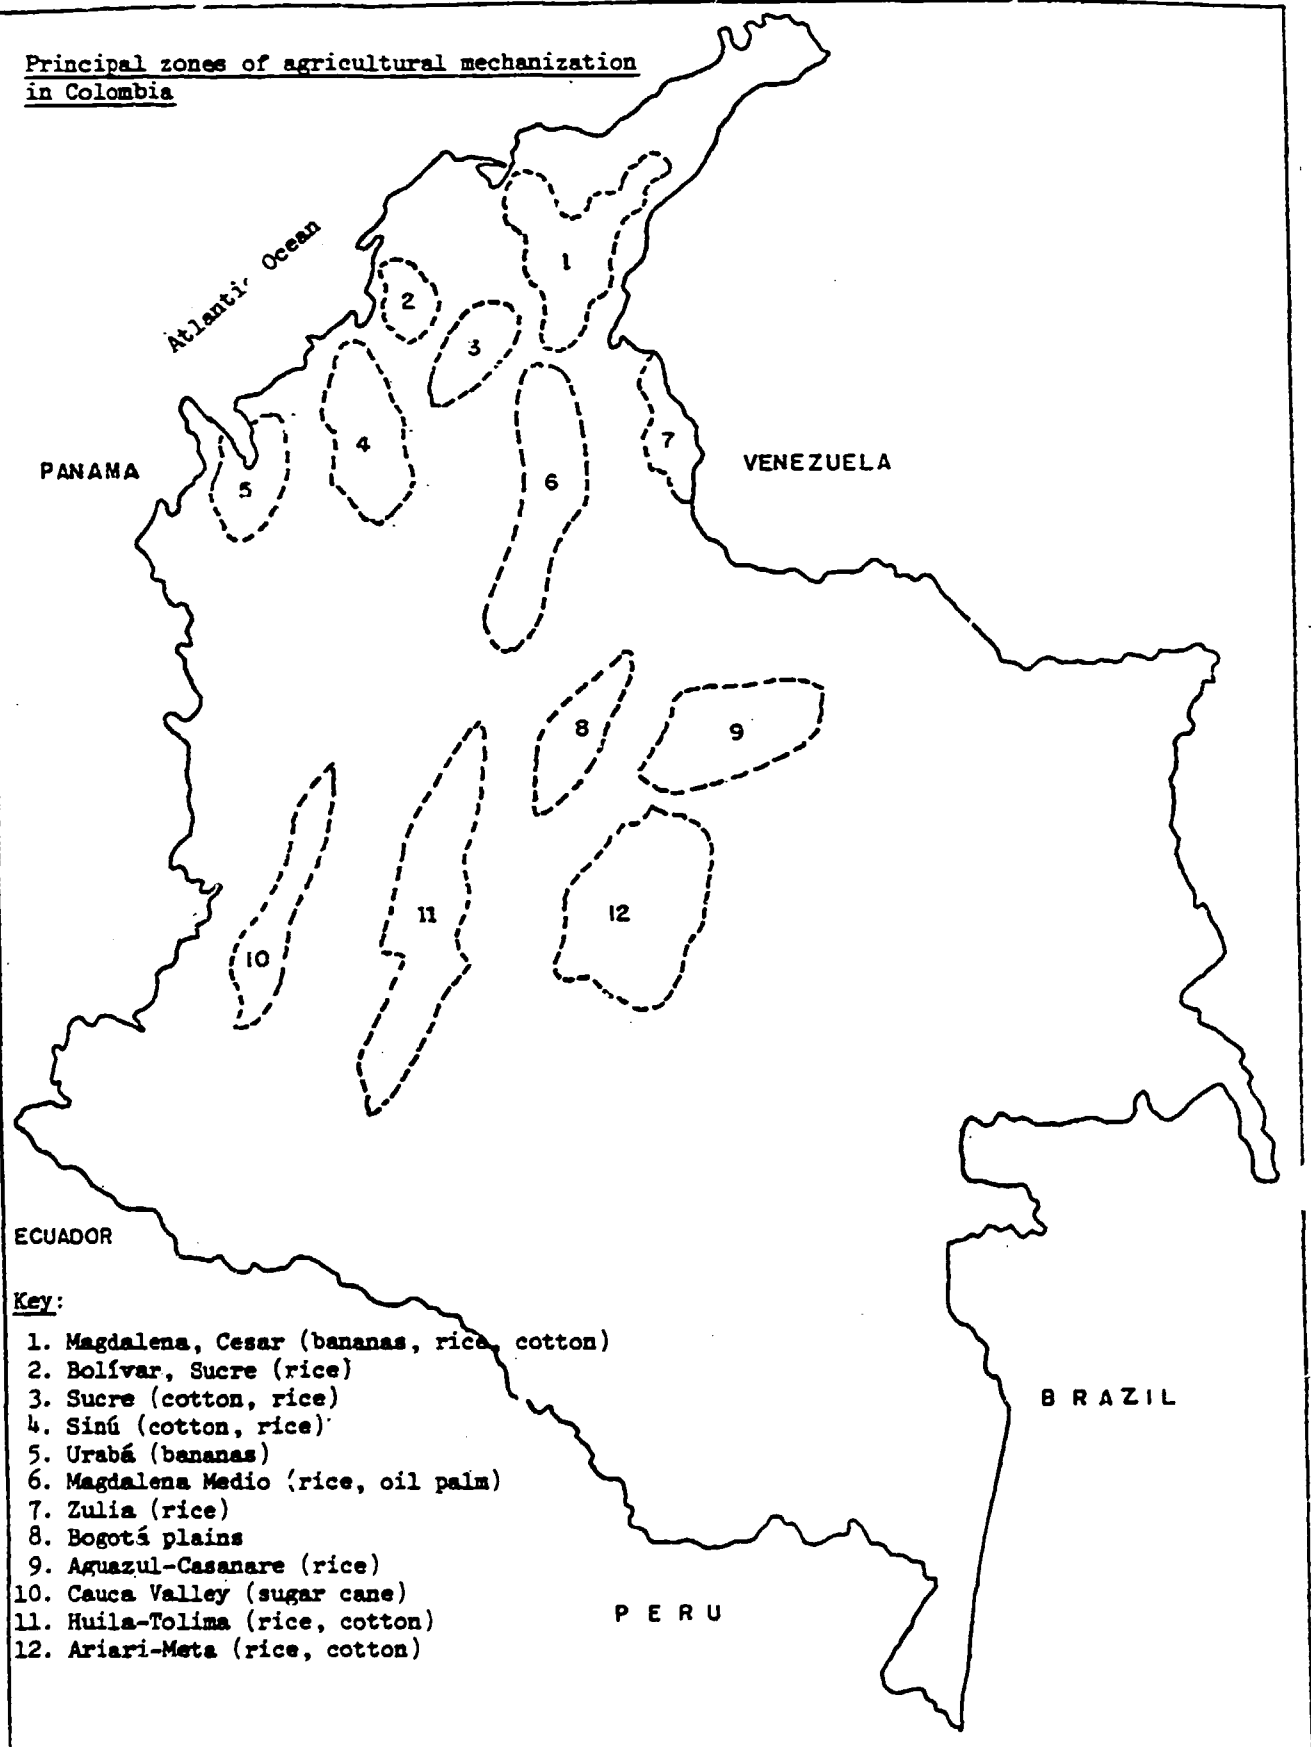 Principal zones of agricultural mechanization
in Colombia
Atlantic Ocean
1
2
3
4
5
6
7
PANAMA
VENEZUELA
8
9
10
11
12
ECUADOR
Key:
1. Magdalena, Cesar (bananas, rice, cotton)
2. Bolívar, Sucre (rice)
3. Sucre (cotton, rice)
4. Sinú (cotton, rice)
5. Urabá (bananas)
6. Magdalena Medio (rice, oil palm)
7. Zulia (rice)
8. Bogotá plains
9. Aguazul-Casanare (rice)
10. Cauca Valley (sugar cane)
11. Huila-Tolima (rice, cotton)
12. Ariari-Meta (rice, cotton)
BRAZIL
PERU